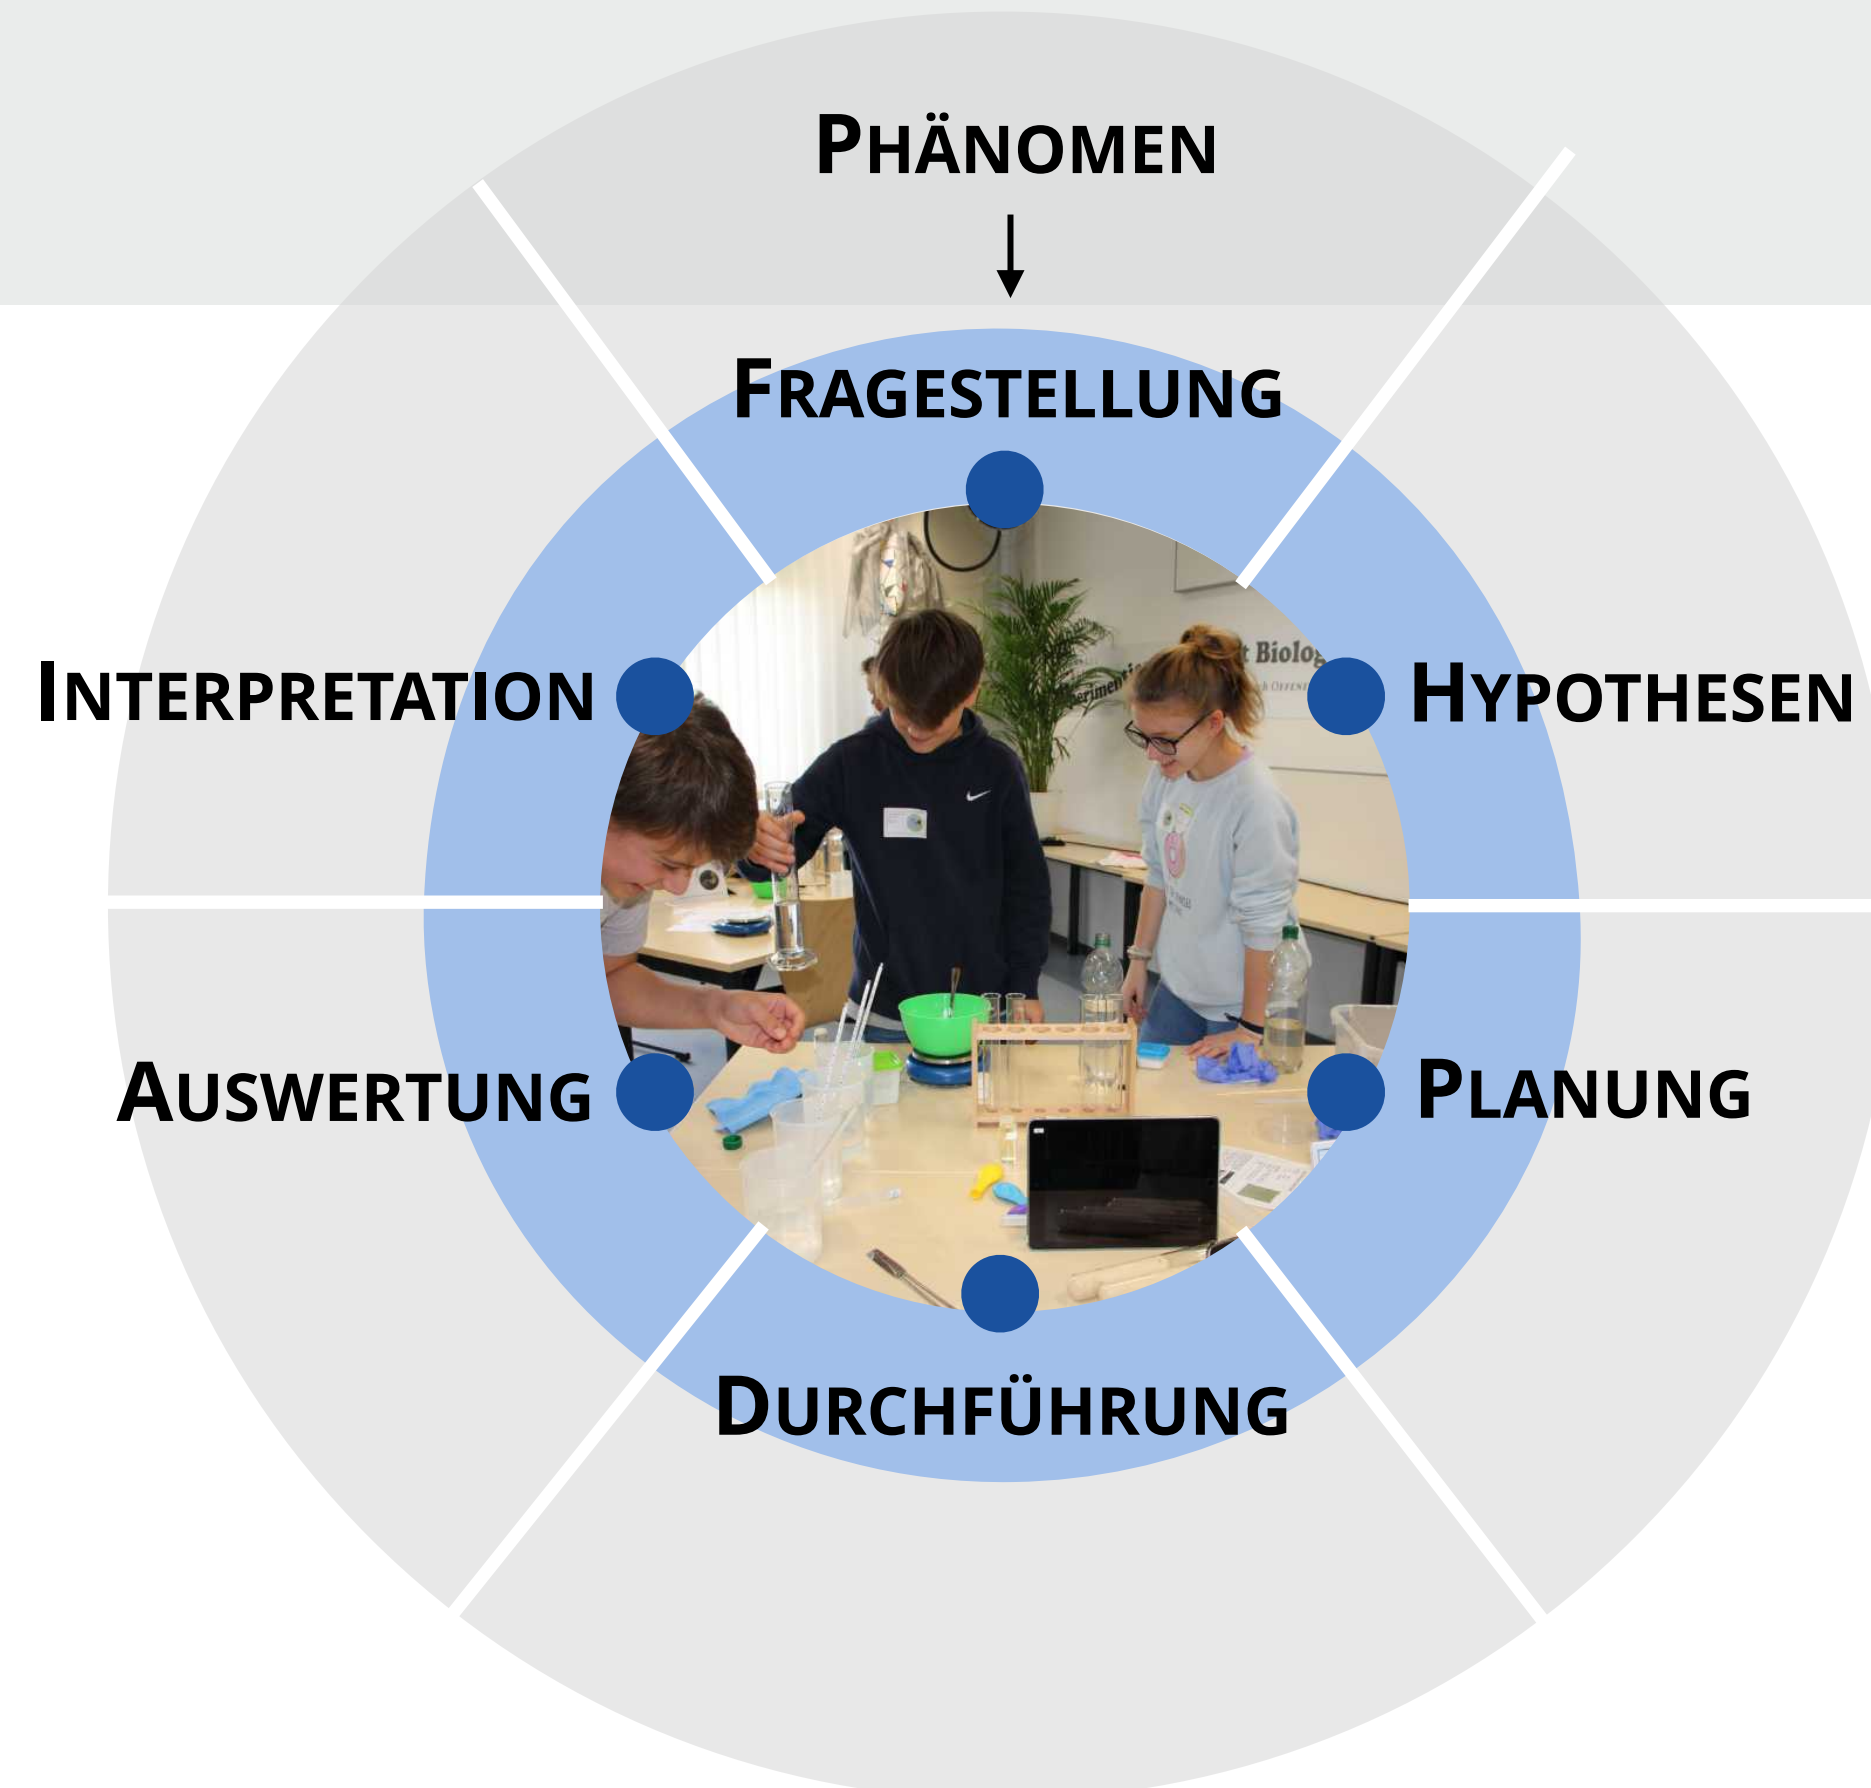 PHÄNOMEN
FRAGESTELLUNG
INTERPRETATION
HYPOTHESEN
AUSWERTUNG
PLANUNG
DURCHFÜHRUNG